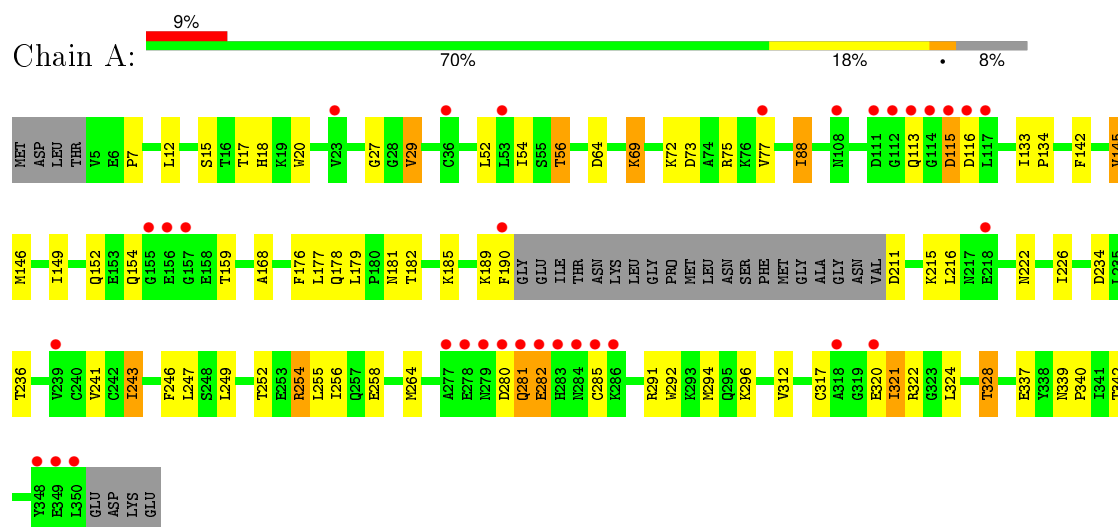 9%
Chain A:
70% 18% • 8%
MET ASP LEU THR V5 E6 P7 L12 S15 T16 T17 H18 K19 W20 V23 G27 G28 V29 C36 L52 L53 I54 S55 T56 D64 K69 K72 D73 A74 R75 K76 V77 I88 N108 D111 G112 Q113 G114 D115 D116 L117 I133 P134 F142 V145
M146 I149 Q152 E153 Q154 G155 E156 G157 E158 T159 A168 F176 L177 Q178 L179 P180 N181 T182 K185 K189 F190 GLY GLU ILE THR ASN LYS LEU GLY PRO MET LEU ASN SER PHE MET GLY ALA GLY ASN VAL D211 K215 L216 N217 E218 N222 I226 D234 L235
T236 V239 C240 V241 C242 I243 F246 L247 S248 L249 T252 E253 R254 L255 I256 Q257 E258 M264 A277 E278 N279 D280 Q281 E282 H283 N284 C285 K286 R291 W292 K293 M294 Q295 K296 V312 C317 A318 G319 E320 I321 R322 G323 L324 T328 E337 Y338 N339 P340 I341 T342
Y348 E349 L350 GLU ASP LYS GLU